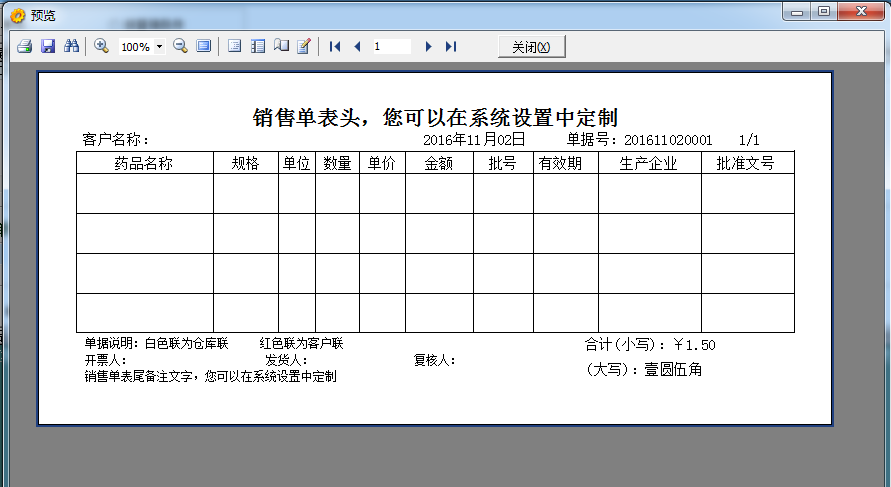 预览
100%
1
关闭(X)
销售单表头，您可以在系统设置中定制
客户名称： 2016年11月02日 单据号：201611020001 1/1
药品名称 规格 单位 数量 单价 金额 批号 有效期 生产企业 批准文号
单据说明：白色联为仓库联 红色联为客户联 合计(小写)：￥1.50
开票人： 发货人： 复核人： (大写)：壹圆伍角
销售单表尾备注文字，您可以在系统设置中定制